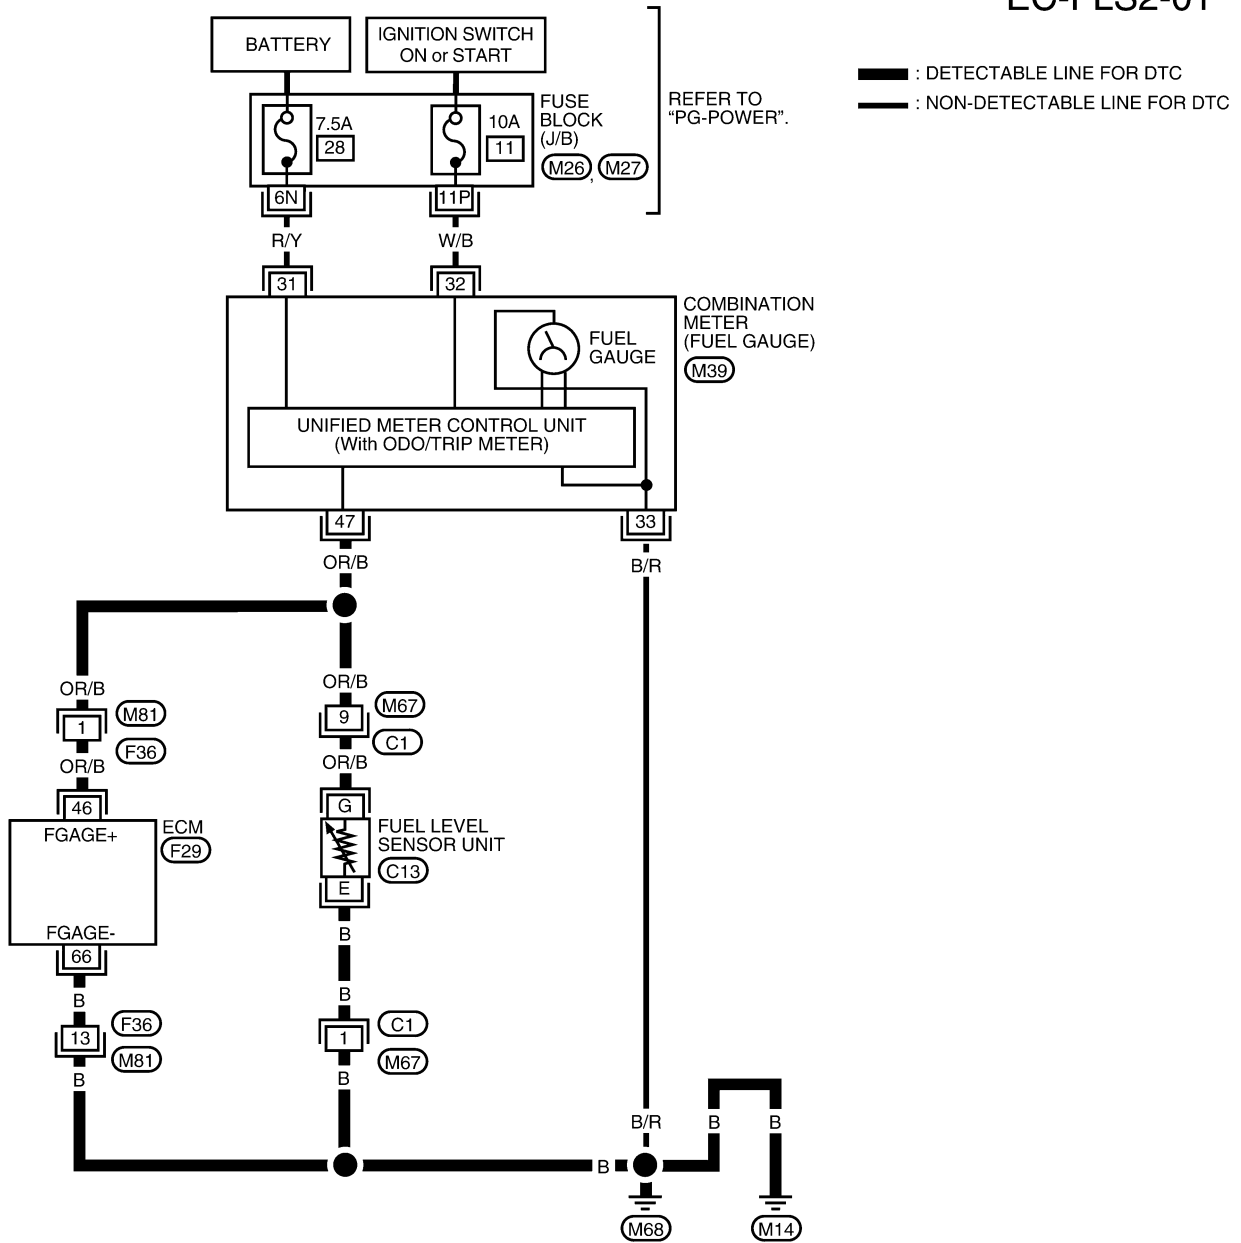 BATTERY
IGNITION SWITCH
ON or START
: DETECTABLE LINE FOR DTC
: NON-DETECTABLE LINE FOR DTC
REFER TO
“PG-POWER”.
7.5A
28
10A
11
FUSE
BLOCK
(J/B)
M26 , M27
6N
11P
R/Y
W/B
31
32
COMBINATION
METER
(FUEL GAUGE)
M39
FUEL
GAUGE
UNIFIED METER CONTROL UNIT
(With ODO/TRIP METER)
47
33
OR/B
B/R
OR/B
1
M81
F36
OR/B
46
FGAGE+
ECM
F29
FGAGE-
66
B
13
F36
M81
B
OR/B
9
M67
C1
OR/B
G
FUEL LEVEL
SENSOR UNIT
C13
E
B
B
1
C1
M67
B
B/R
B
B
B
M68
M14